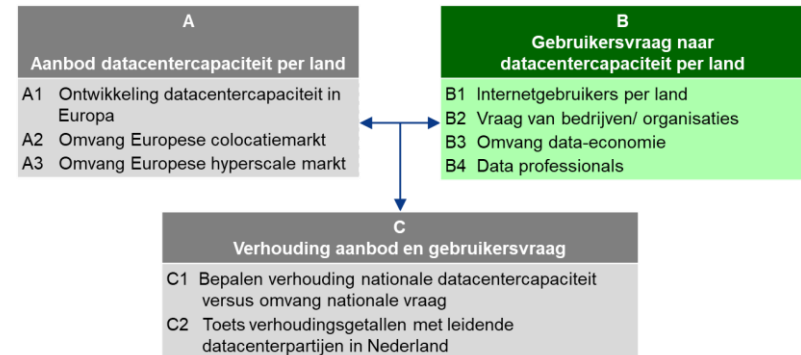 A
Aanbod datacentercapaciteit per land
A1 Ontwikkeling datacentercapaciteit in
Europa
A2 Omvang Europese colocatiemarkt
A3 Omvang Europese hyperscale markt
B
Gebruikersvraag naar
datacentercapaciteit per land
B1 Internetgebruikers per land
B2 Vraag van bedrijven/ organisaties
B3 Omvang data-economie
B4 Data professionals
C
Verhouding aanbod en gebruikersvraag
C1 Bepalen verhouding nationale datacentercapaciteit
versus omvang nationale vraag
C2 Toets verhoudingsgetallen met leidende
datacenterpartijen in Nederland